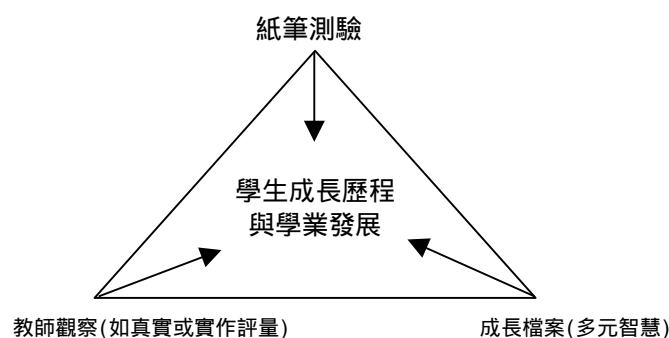 紙筆測驗
學生成長歷程
與學業發展
教師觀察(如真實或實作評量)
成長檔案(多元智慧)